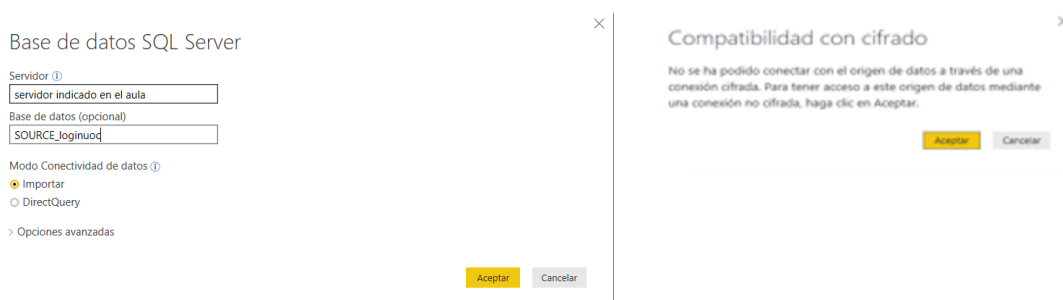 Base de datos SQL Server
Servidor
servidor indicado en el aula
Base de datos (opcional)
SOURCE_loginuoc
Modo Conectividad de datos
Importar
DirectQuery
Opciones avanzadas
Aceptar
Cancelar
Compatibilidad con cifrado
No se ha podido conectar con el origen de datos a través de una
conexión cifrada. Para tener acceso a este origen de datos mediante
una conexión no cifrada, haga clic en Aceptar.
Aceptar
Cancelar